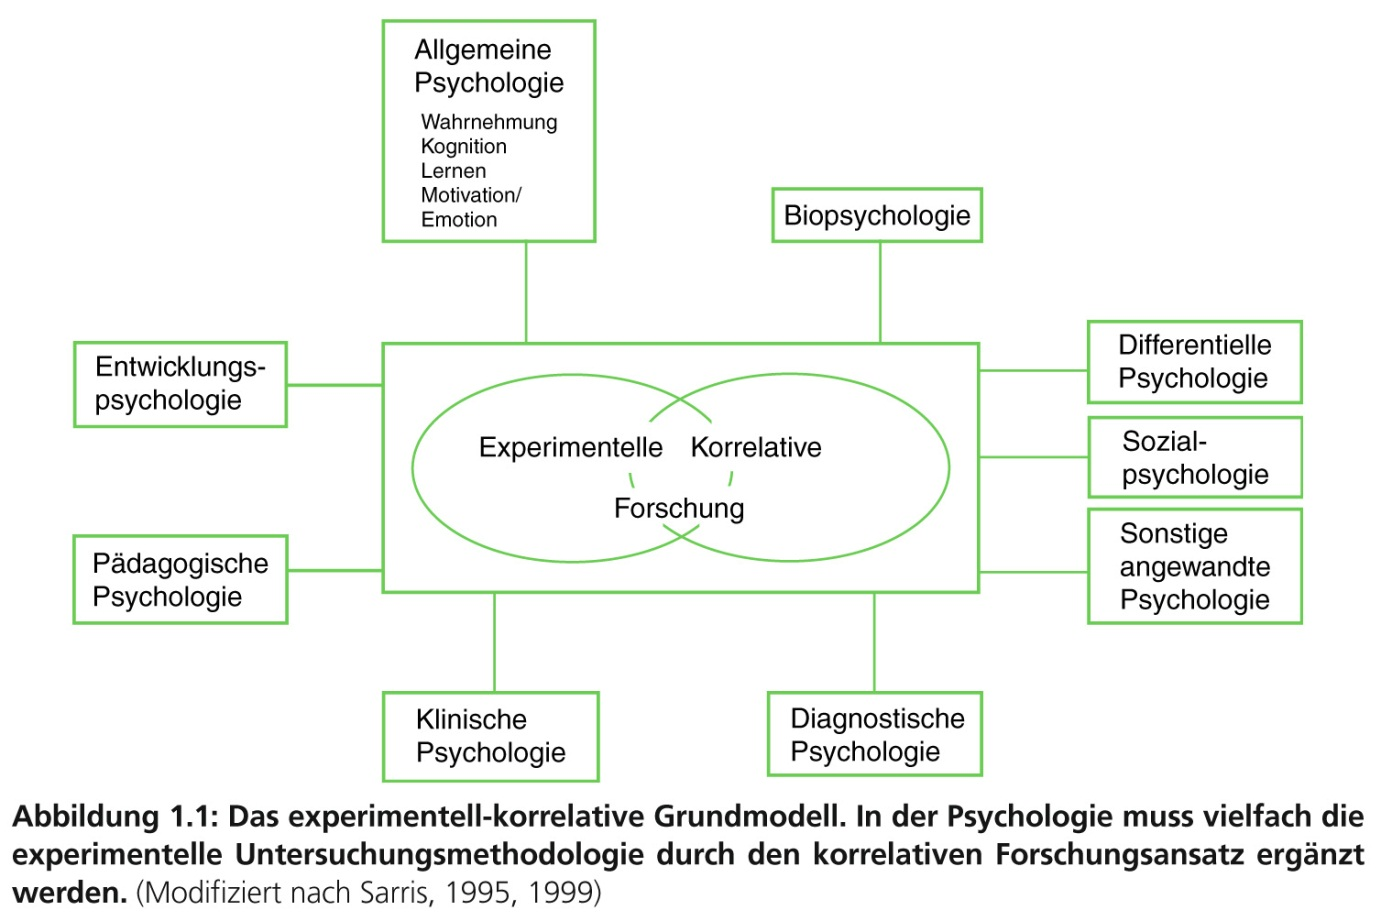 Allgemeine
Psychologie
Wahrnehmung
Kognition
Lernen
Motivation/
Emotion
Biopsychologie
Entwicklungs-
psychologie
Differentielle
Psychologie
Experimentelle Korrelative
Forschung
Sozial-
psychologie
Pädagogische
Psychologie
Sonstige
angewandte
Psychologie
Klinische
Psychologie
Diagnostische
Psychologie
Abbildung 1.1: Das experimentell-korrelative Grundmodell. In der Psychologie muss vielfach die
experimentelle Untersuchungsmethodologie durch den korrelativen Forschungsansatz ergänzt
werden. (Modifiziert nach Sarris, 1995, 1999)